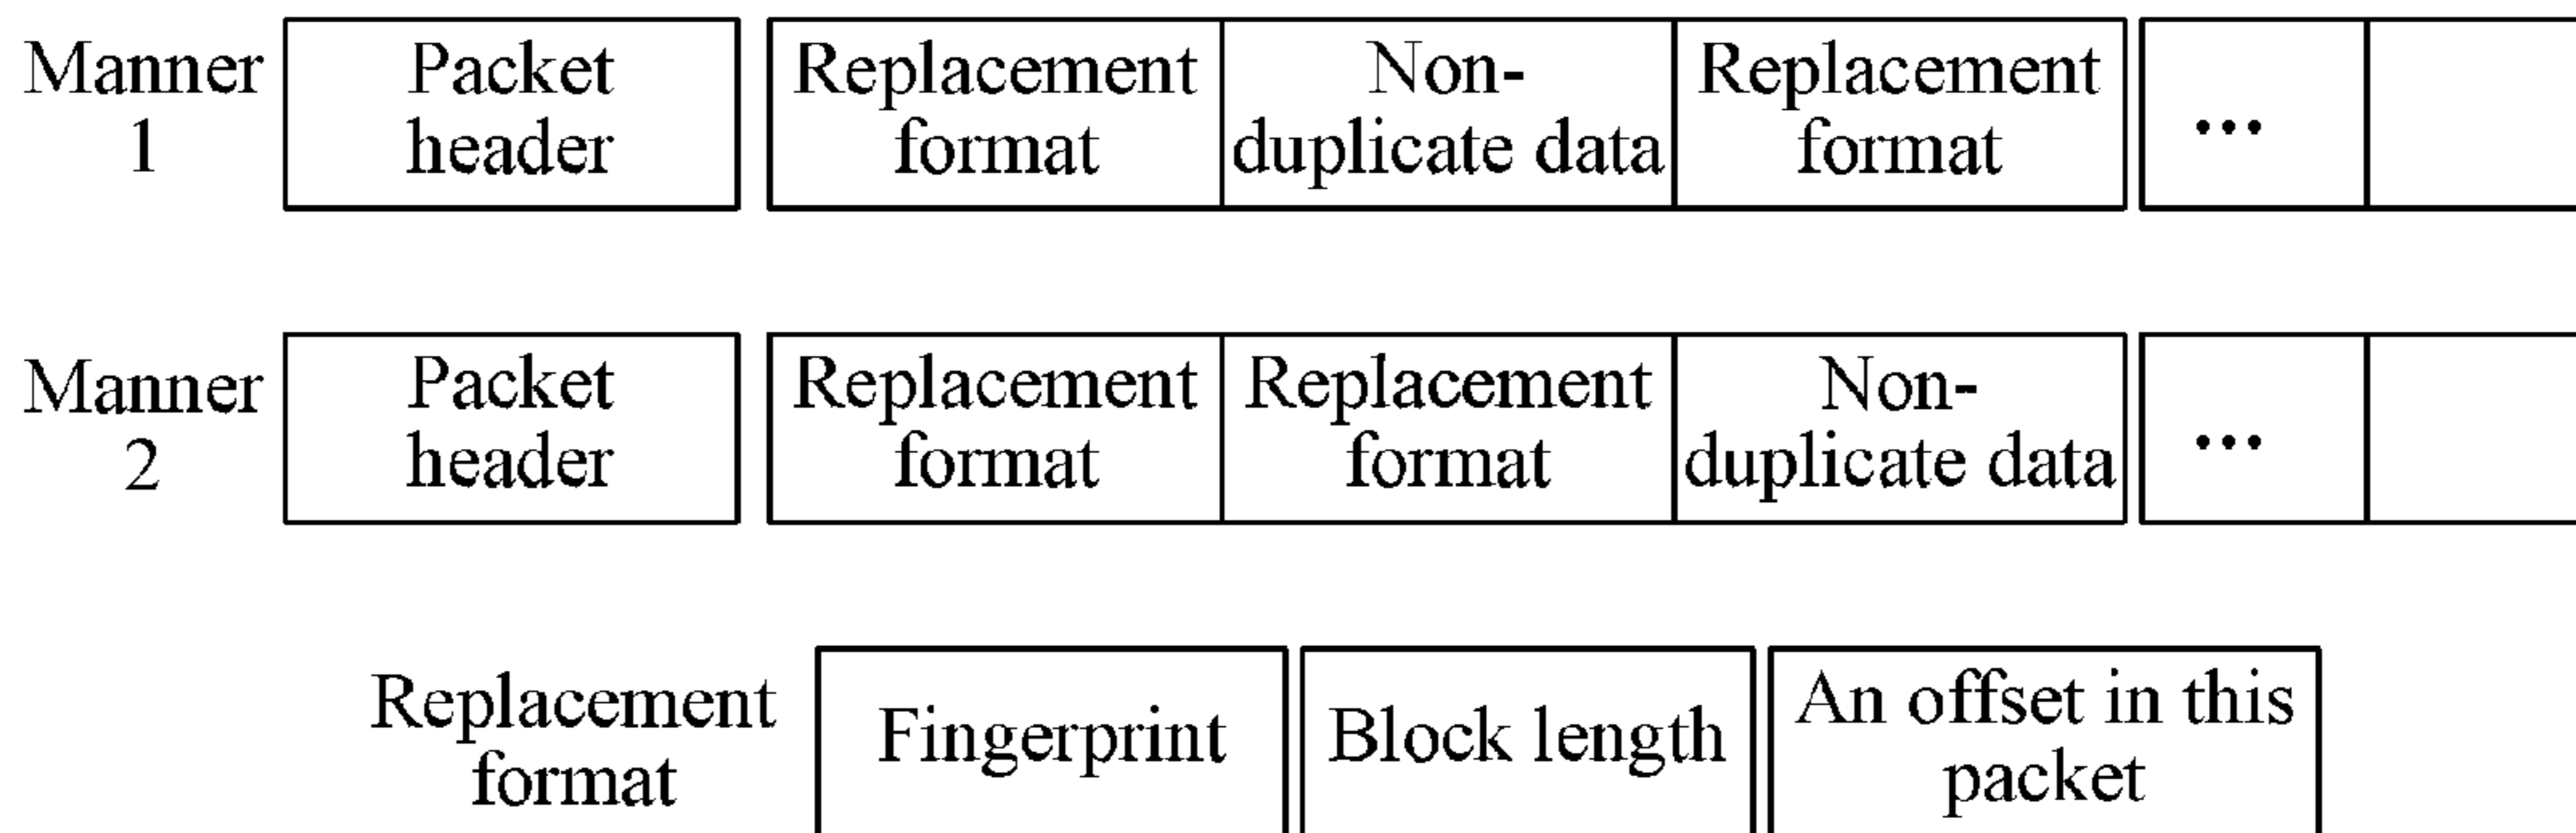 Manner
1
Packet
header
Replacement
format
Non-
duplicate data
Replacement
format
...
Manner
2
Packet
header
Replacement
format
Replacement
format
Non-
duplicate data
...
Replacement
format
Fingerprint
Block length
An offset in this
packet